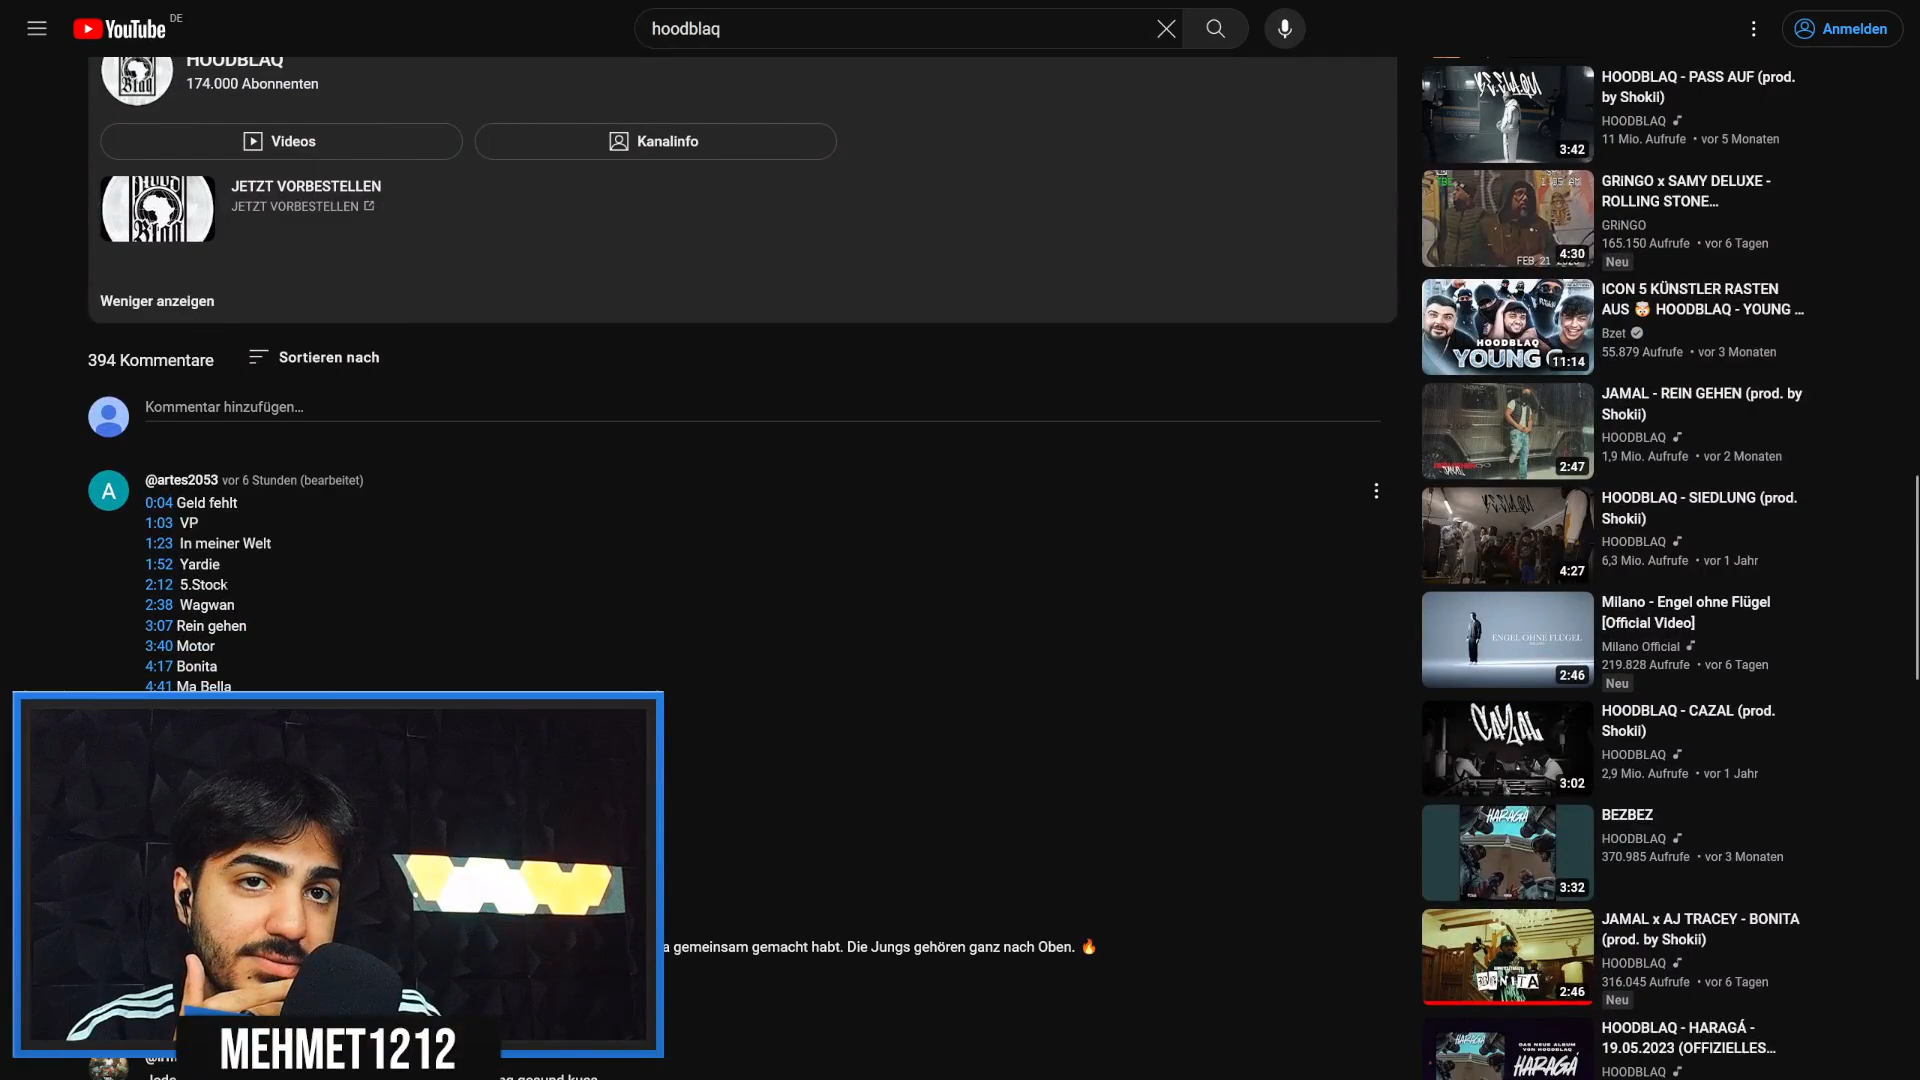 YouTube DE
hoodblaq
Anmelden
HOODBLAQ
174.000 Abonnenten
Videos
Kanalinfo
JETZT VORBESTELLEN
JETZT VORBESTELLEN
Weniger anzeigen
394 Kommentare
Sortieren nach
Kommentar hinzufügen...
A
@artes2053 vor 6 Stunden (bearbeitet)
0:04 Geld fehlt
1:03 VP
1:23 In meiner Welt
1:52 Yardie
2:12 5.Stock
2:38 Wagwan
3:07 Rein gehen
3:40 Motor
4:17 Bonita
4:41 Ma Bella
a gemeinsam gemacht habt. Die Jungs gehören ganz nach Oben. 🔥
MEHMET1212
HOODBLAQ - PASS AUF (prod.
by Shokii)
HOODBLAQ
11 Mio. Aufrufe • vor 5 Monaten
3:42
GRiNGO x SAMY DELUXE -
ROLLING STONE...
GRiNGO
165.150 Aufrufe • vor 6 Tagen
Neu
4:30
ICON 5 KÜNSTLER RASTEN
AUS 🤯 HOODBLAQ - YOUNG ...
Bzet
55.879 Aufrufe • vor 3 Monaten
HOODBLAQ
YOUNG G
11:14
JAMAL - REIN GEHEN (prod. by
Shokii)
HOODBLAQ
1,9 Mio. Aufrufe • vor 2 Monaten
2:47
HOODBLAQ - SIEDLUNG (prod.
Shokii)
HOODBLAQ
6,3 Mio. Aufrufe • vor 1 Jahr
4:27
Milano - Engel ohne Flügel
[Official Video]
Milano Official
219.828 Aufrufe • vor 6 Tagen
Neu
ENGEL OHNE FLÜGEL
2:46
HOODBLAQ - CAZAL (prod.
Shokii)
HOODBLAQ
2,9 Mio. Aufrufe • vor 1 Jahr
CAZAL
3:02
BEZBEZ
HOODBLAQ
370.985 Aufrufe • vor 3 Monaten
HARAGÁ
3:32
JAMAL x AJ TRACEY - BONITA
(prod. by Shokii)
HOODBLAQ
316.045 Aufrufe • vor 6 Tagen
Neu
BONITA
2:46
HOODBLAQ - HARAGÁ -
19.05.2023 (OFFIZIELLES...
HOODBLAQ
DAS NEUE ALBUM
VON HOODBLAQ
HARAGÁ